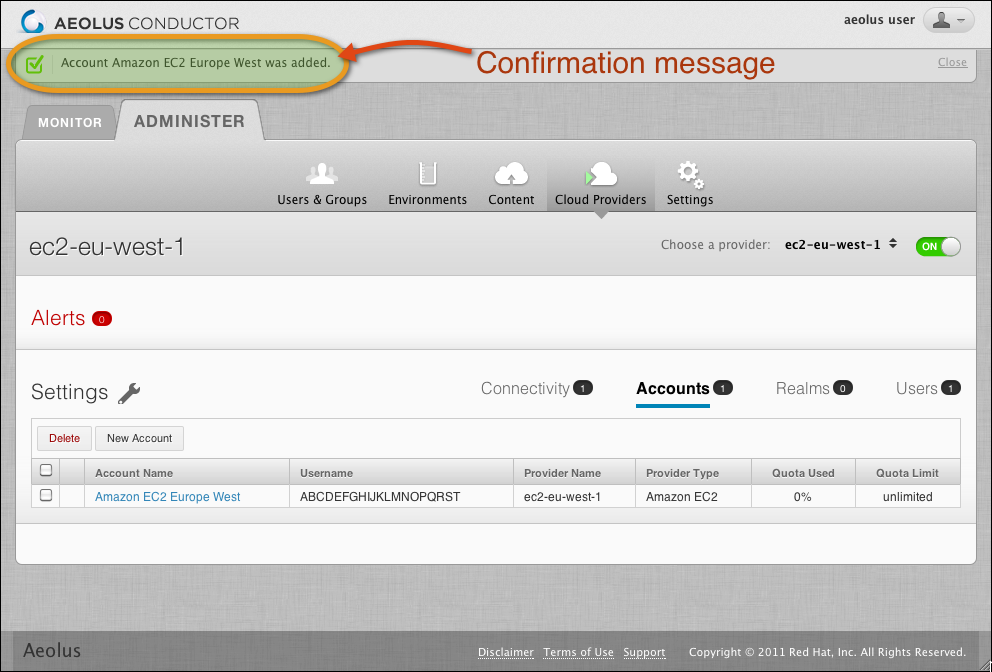 AEOLUS CONDUCTOR
aeolus user
Account Amazon EC2 Europe West was added.
Confirmation message
Close
MONITOR
ADMINISTER
Users & Groups
Environments
Content
Cloud Providers
Settings
ec2-eu-west-1
Choose a provider: ec2-eu-west-1
ON
Alerts 0
Settings
Connectivity 1
Accounts 1
Realms 0
Users 1
Delete
New Account
Account Name Username Provider Name Provider Type Quota Used Quota Limit
Amazon EC2 Europe West ABCDEFGHIJKLMNOPQRST ec2-eu-west-1 Amazon EC2 0% unlimited
Aeolus
Disclaimer Terms of Use Support Copyright © 2011 Red Hat, Inc. All Rights Reserved.